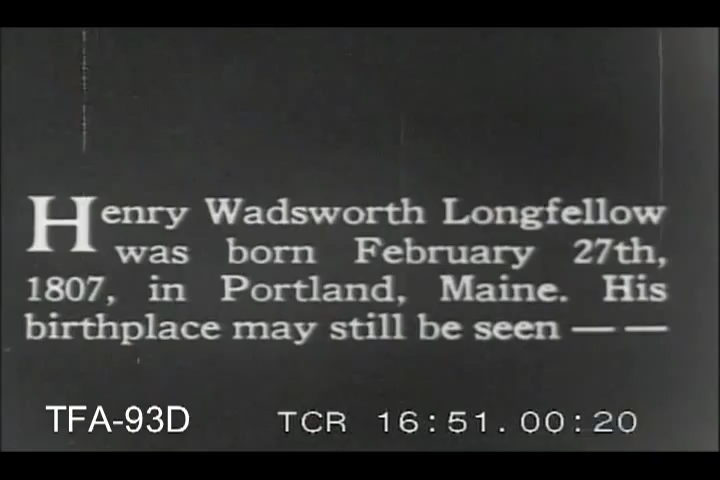 Henry Wadsworth Longfellow
was born February 27th,
1807, in Portland, Maine. His
birthplace may still be seen — —
TFA-93D TCR 16:51.00:20